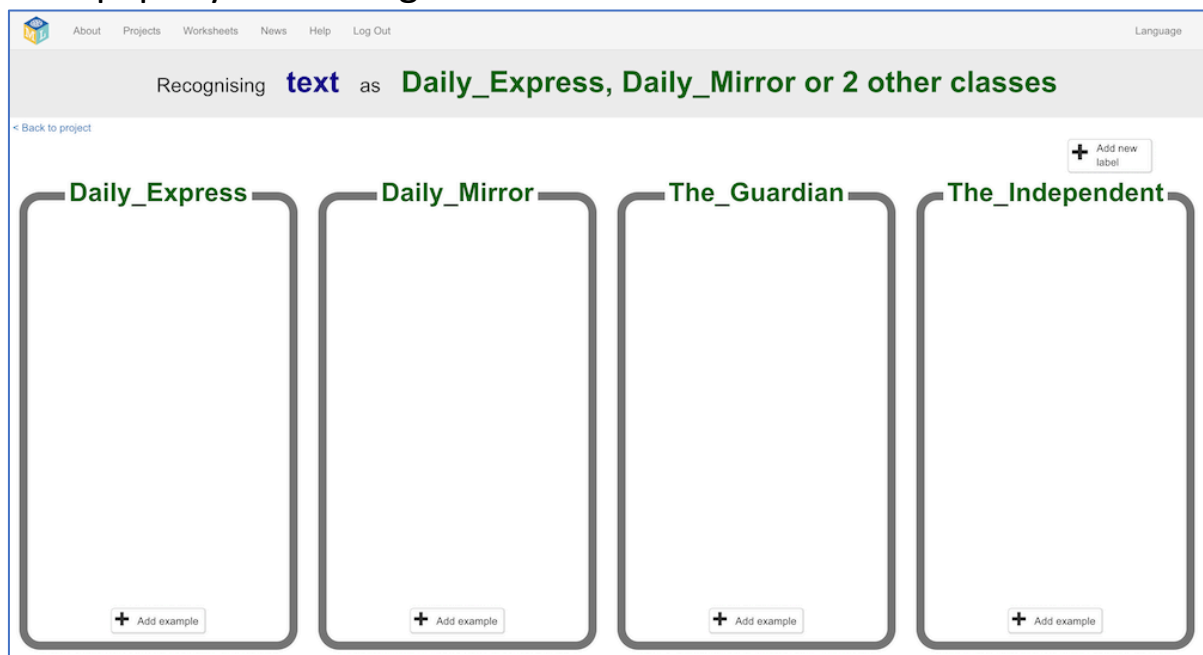 About Projects Worksheets News Help Log Out Language
Recognising text as Daily_Express, Daily_Mirror or 2 other classes
< Back to project
Add new
label
Daily_Express Daily_Mirror The_Guardian The_Independent
Add example Add example Add example Add example